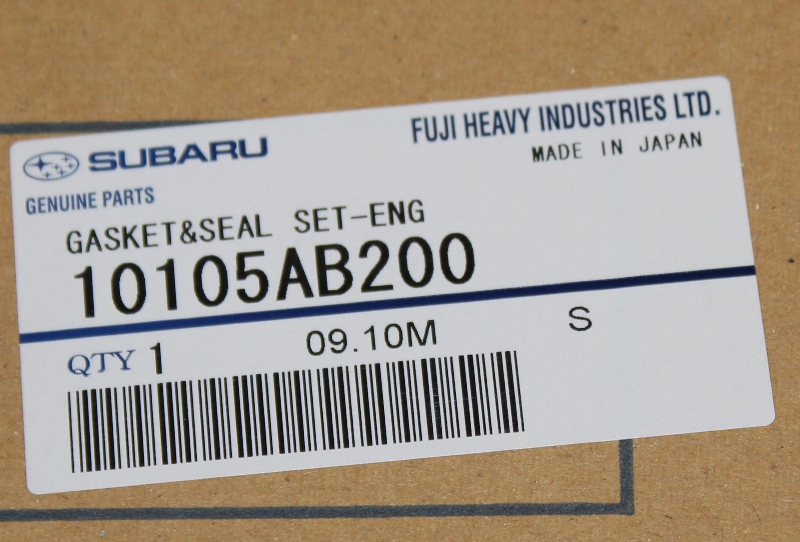 SUBARU
FUJI HEAVY INDUSTRIES LTD.
MADE IN JAPAN
GENUINE PARTS
GASKET&SEAL SET-ENG
10105AB200
QTY 1
09.10M
S